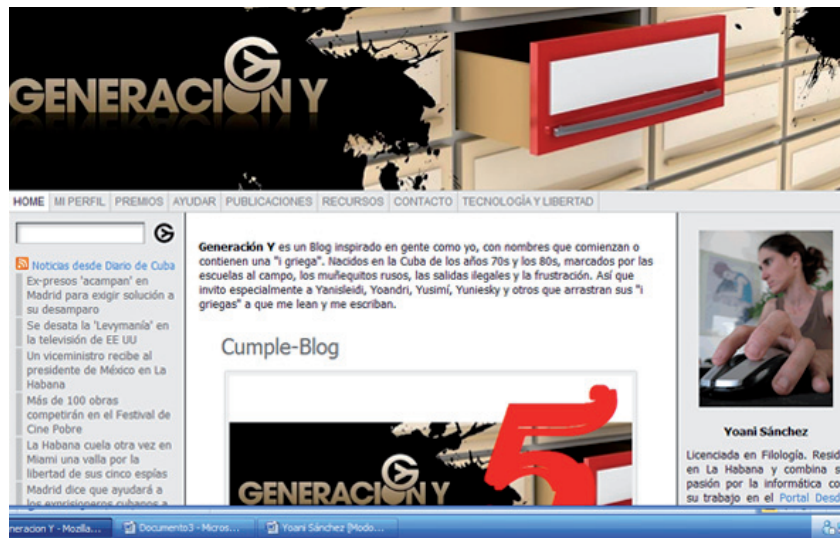 GENERACIÓN Y
HOME MI PERFIL PREMIOS AYUDAR PUBLICACIONES RECURSOS CONTACTO TECNOLOGÍA Y LIBERTAD
Noticias desde Diario de Cuba
Ex-presos 'acampan' en
Madrid para exigir solución a
su desamparo
Se desata la 'Levymanía' en
la televisión de EE UU
Un viceministro recibe al
presidente de México en La
Habana
Más de 100 obras
competirán en el Festival de
Cine Pobre
La Habana cuela otra vez en
Miami una valla por la
libertad de sus cinco espías
Madrid dice que ayudará a
los exprisioneros cubanos a
Generación Y es un Blog inspirado en gente como yo, con nombres que comienzan o
contienen una "i griega". Nacidos en la Cuba de los años 70s y los 80s, marcados por las
escuelas al campo, los muñequitos rusos, las salidas ilegales y la frustración. Así que
invito especialmente a Yanisleidi, Yoandri, Yusimí, Yuniesky y otros que arrastran sus "i
griegas" a que me lean y me escriban.
Cumple-Blog
5
GENERACIÓN Y
Yoani Sánchez
Licenciada en Filología. Resid
en La Habana y combina s
pasión por la informática co
su trabajo en el Portal Desd
neracion Y - Mozilla... Documento3 - Micros... Yoani Sánchez [Modo...